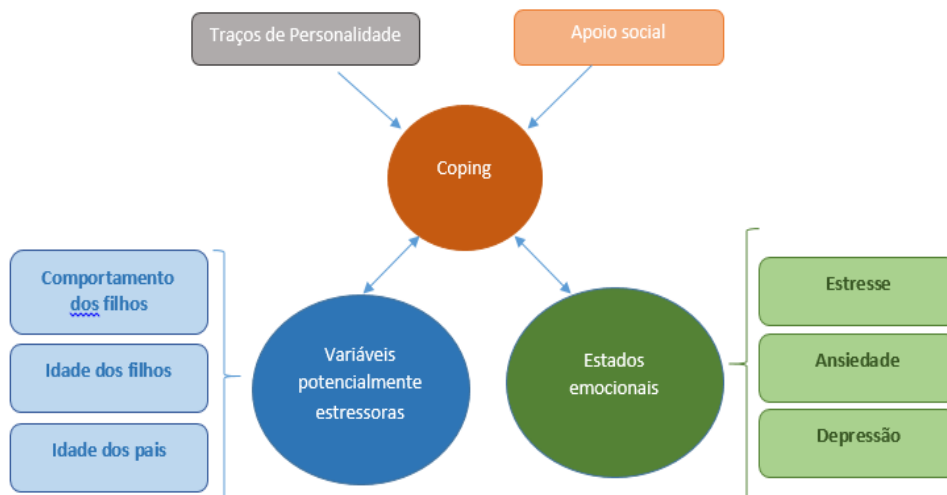 Traços de Personalidade
Apoio social
Coping
Comportamento
dos filhos
Idade dos filhos
Idade dos pais
Variáveis
potencialmente
estressoras
Estados
emocionais
Estresse
Ansiedade
Depressão